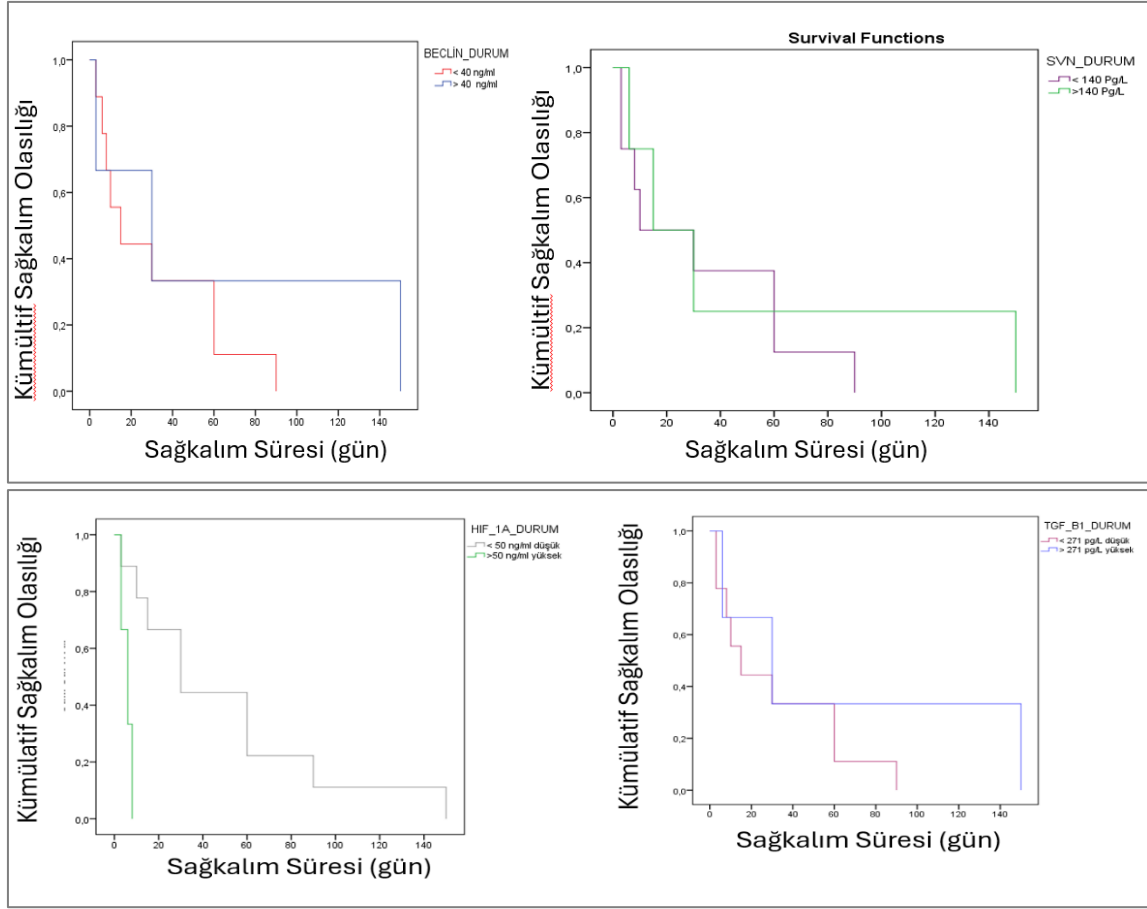 BECLİN_DURUM
< 40 ng/ml
> 40 ng/ml
1,0
0,8
0,6
0,4
0,2
0,0
0 20 40 60 80 100 120 140
Kümültif Sağkalım Olasılığı
Sağkalım Süresi (gün)
Survival Functions
SVN_DURUM
< 140 Pg/L
>140 Pg/L
1,0
0,8
0,6
0,4
0,2
0,0
0 20 40 60 80 100 120 140
Kümültif Sağkalım Olasılığı
Sağkalım Süresi (gün)
HIF_1A_DURUM
< 50 ng/ml düşük
>50 ng/ml yüksek
1,0
0,8
0,6
0,4
0,2
0,0
0 20 40 60 80 100 120 140
Kümülatif Sağkalım Olasılığı
Sağkalım Süresi (gün)
TGF_B1_DURUM
< 271 pg/L düşük
> 271 pg/L yüksek
1,0
0,8
0,6
0,4
0,2
0,0
0 20 40 60 80 100 120 140
Kümülatif Sağkalım Olasılığı
Sağkalım Süresi (gün)